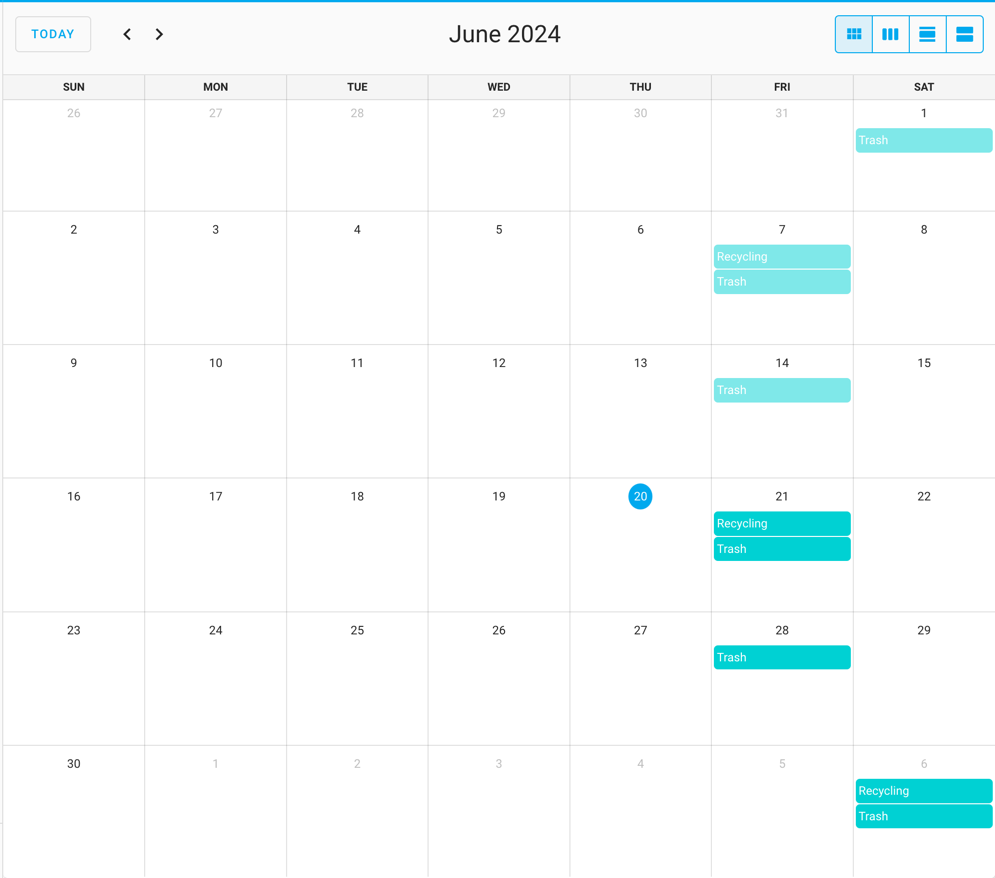 TODAY
June 2024
SUN MON TUE WED THU FRI SAT
26 27 28 29 30 31 1
Trash
2 3 4 5 6 7 8
Recycling
Trash
9 10 11 12 13 14 15
Trash
16 17 18 19 20 21 22
Recycling
Trash
23 24 25 26 27 28 29
Trash
30 1 2 3 4 5 6
Recycling
Trash